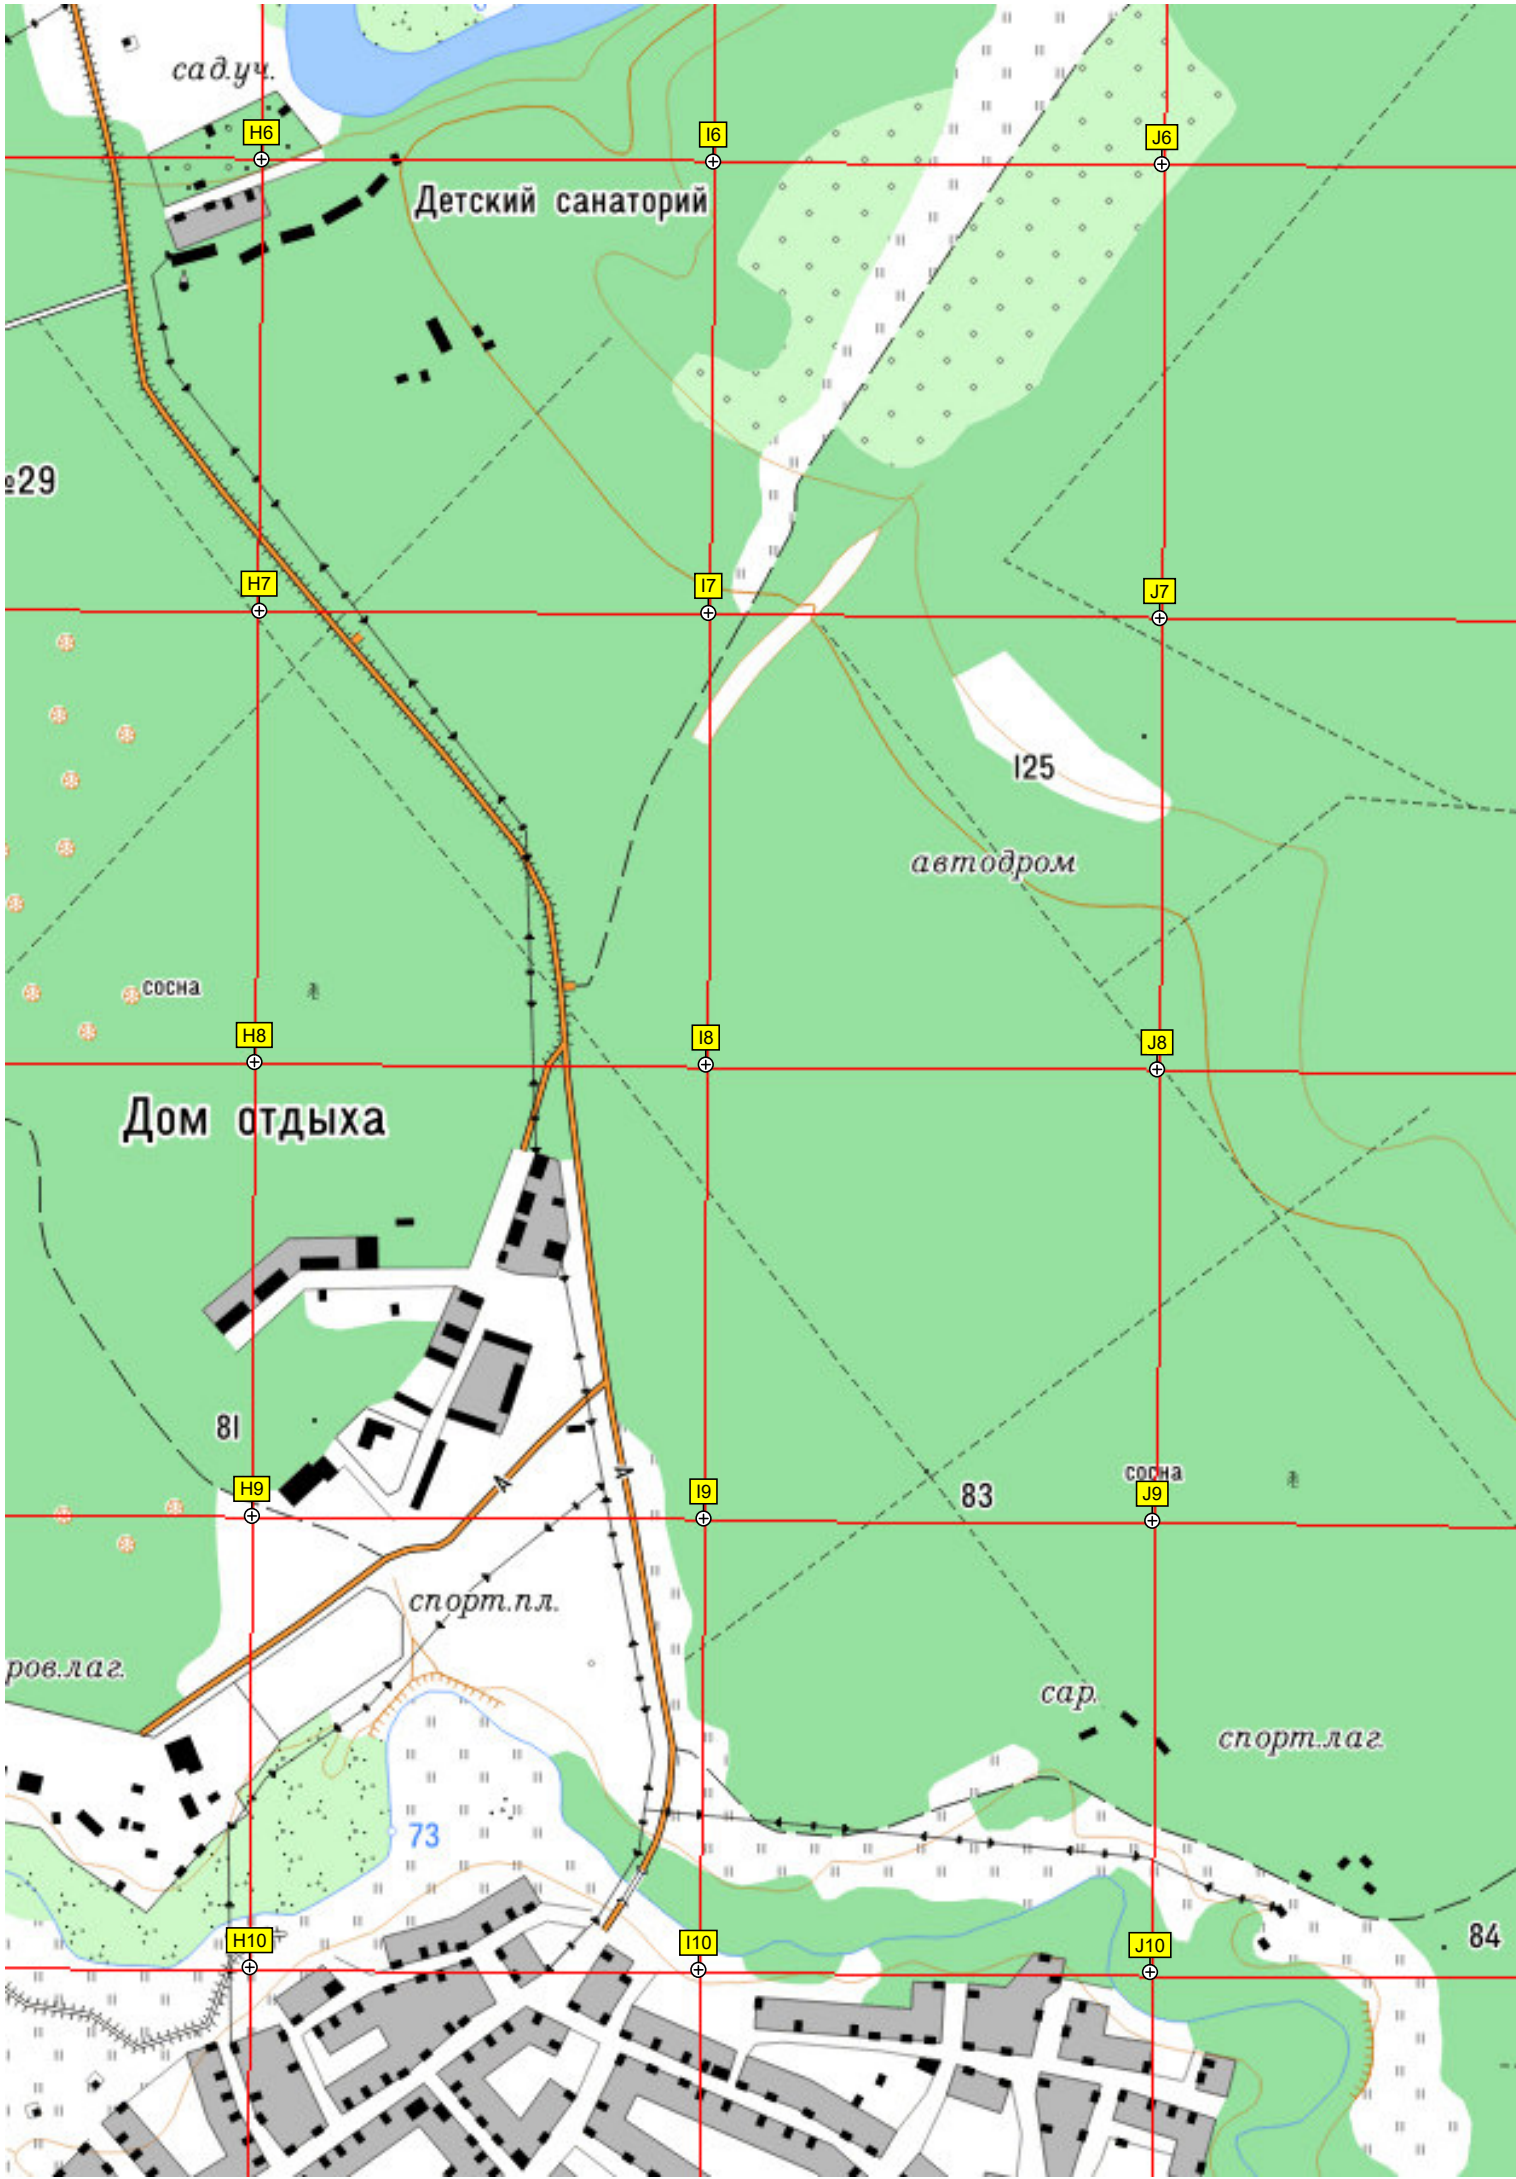 сад.уч.
H6
I6
J6
Детский санаторий
№29
H7
I7
J7
125
автодром
сосна
H8
I8
J8
Дом отдыха
81
H9
А
А
I9
83
сосна
J9
спорт.пл.
ров.лаг.
сар.
спорт.лаг.
73
84
H10
I10
J10